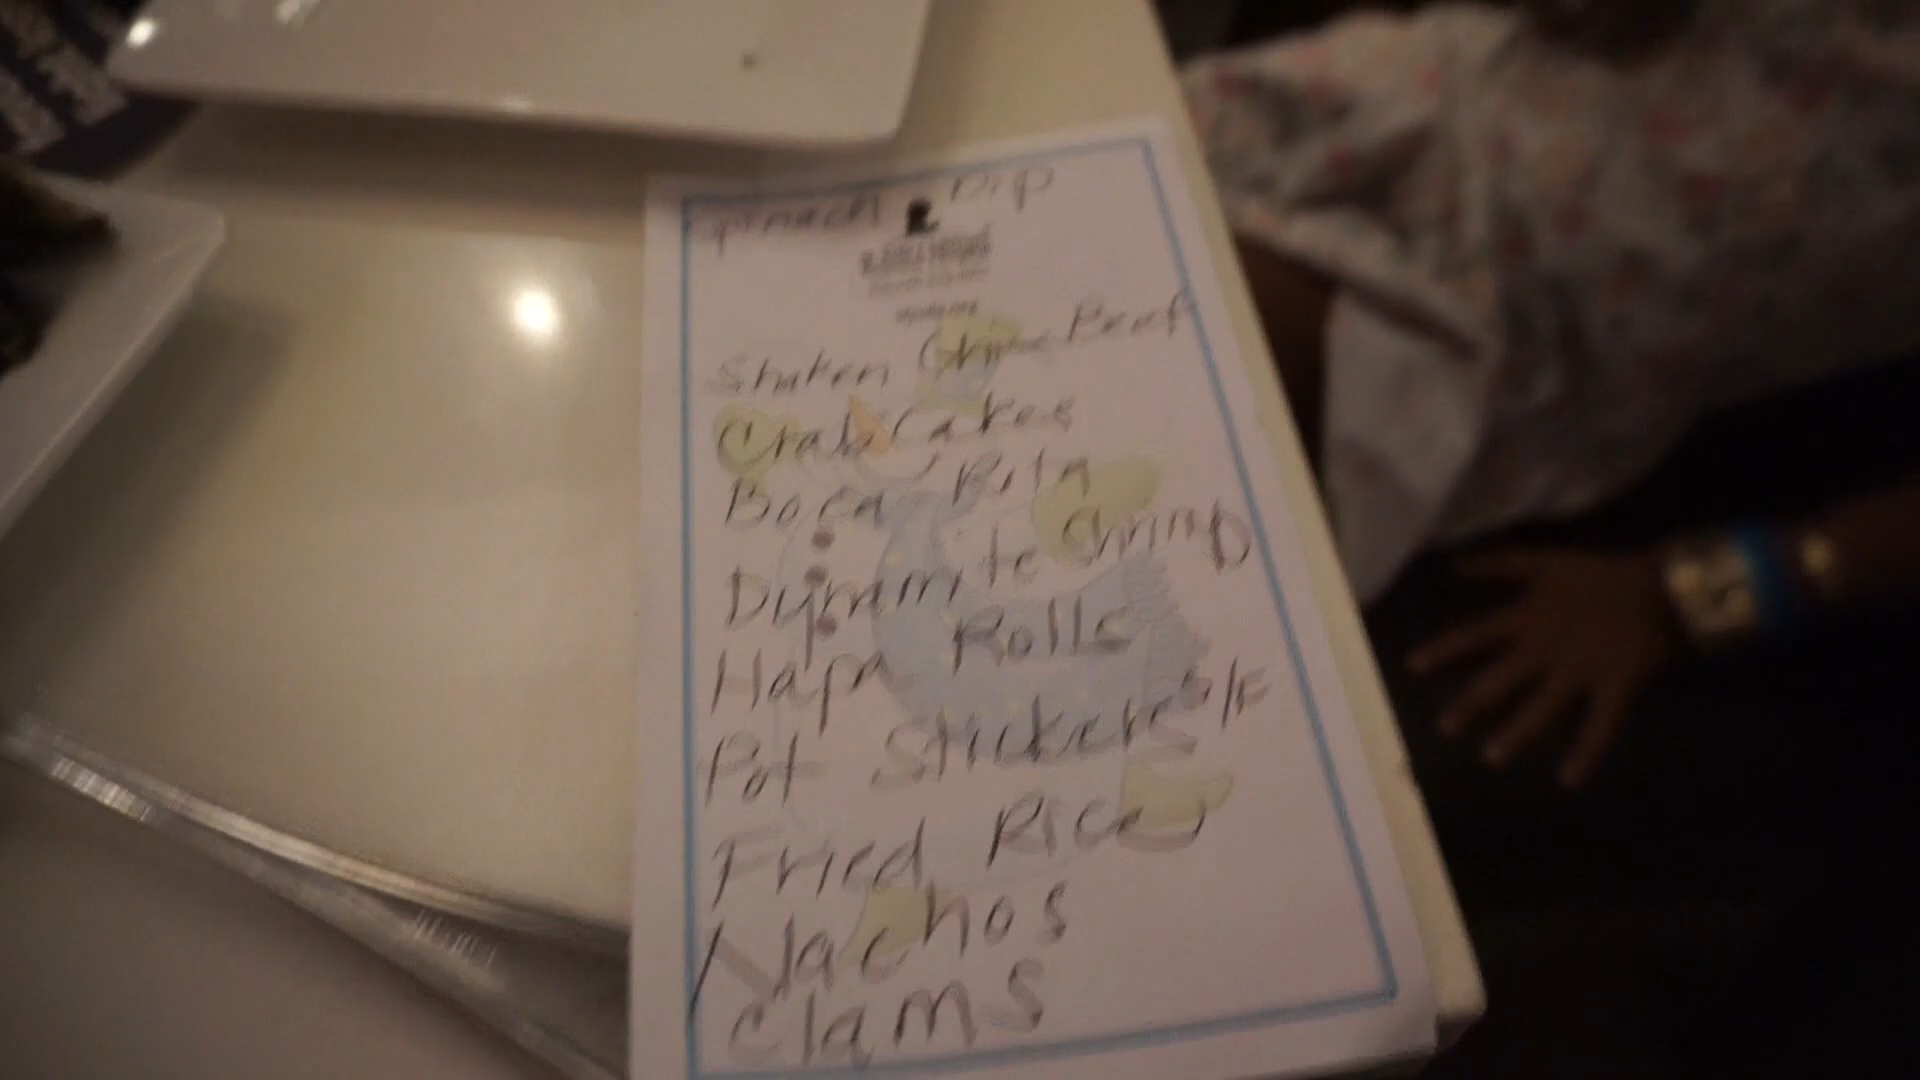 Spinach Dip
Shaken Beef
Crab Cakes
Boca Rita
Dynamite Shrimp
Hapa Rolls
Pot Stickers S/F
Fried Rice
Nachos
Clams